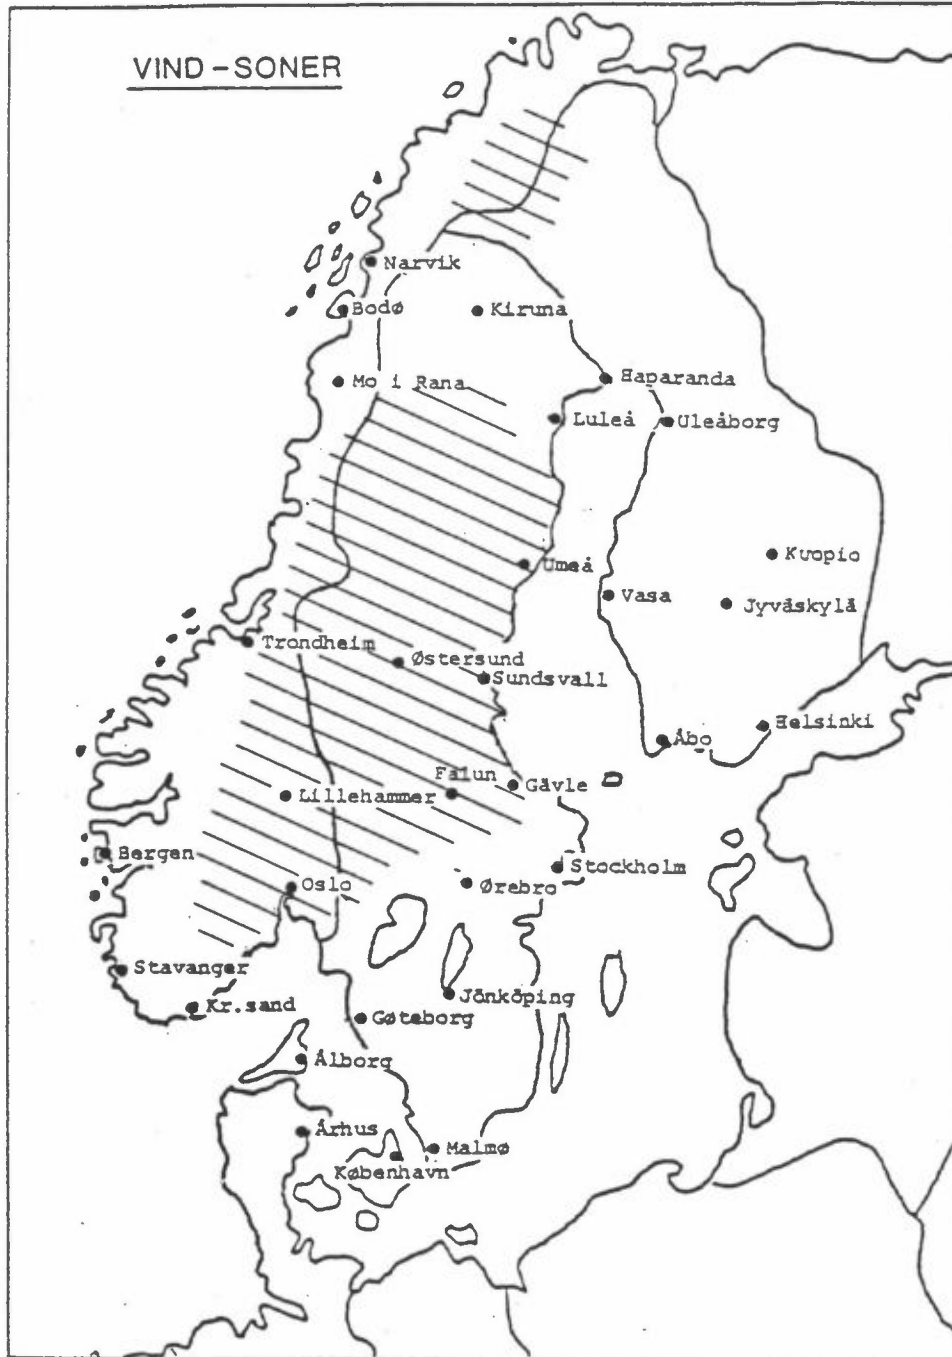 VIND-SONER
Narvik
Bodø
Kiruna
Mo i Rana
Haparanda
Luleå
Uleåborg
Umeå
Kuopio
Vasa
Jyväskylä
Trondheim
Østersund
Sundsvall
Helsinki
Åbo
Falun
Gävle
Lillehammer
Bergen
Stockholm
Oslo
Ørebro
Stavanger
Jönköping
Kr.sand
Gøteborg
Ålborg
Århus
Malmø
København